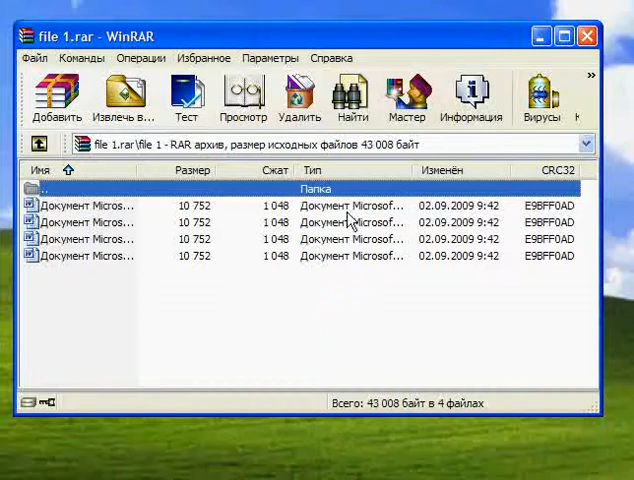 file 1.rar - WinRAR
Файл Команды Операции Избранное Параметры Справка
Добавить Извлечь в... Тест Просмотр Удалить Найти Мастер Информация Вирусы
file 1.rar\file 1 - RAR архив, размер исходных файлов 43 008 байт
Имя Размер Сжат Тип Изменён CRC32
.. Папка
Документ Micros... 10 752 1 048 Документ Microsof... 02.09.2009 9:42 E9BFF0AD
Документ Micros... 10 752 1 048 Документ Microsof... 02.09.2009 9:42 E9BFF0AD
Документ Micros... 10 752 1 048 Документ Microsof... 02.09.2009 9:42 E9BFF0AD
Документ Micros... 10 752 1 048 Документ Microsof... 02.09.2009 9:42 E9BFF0AD
Всего: 43 008 байт в 4 файлах